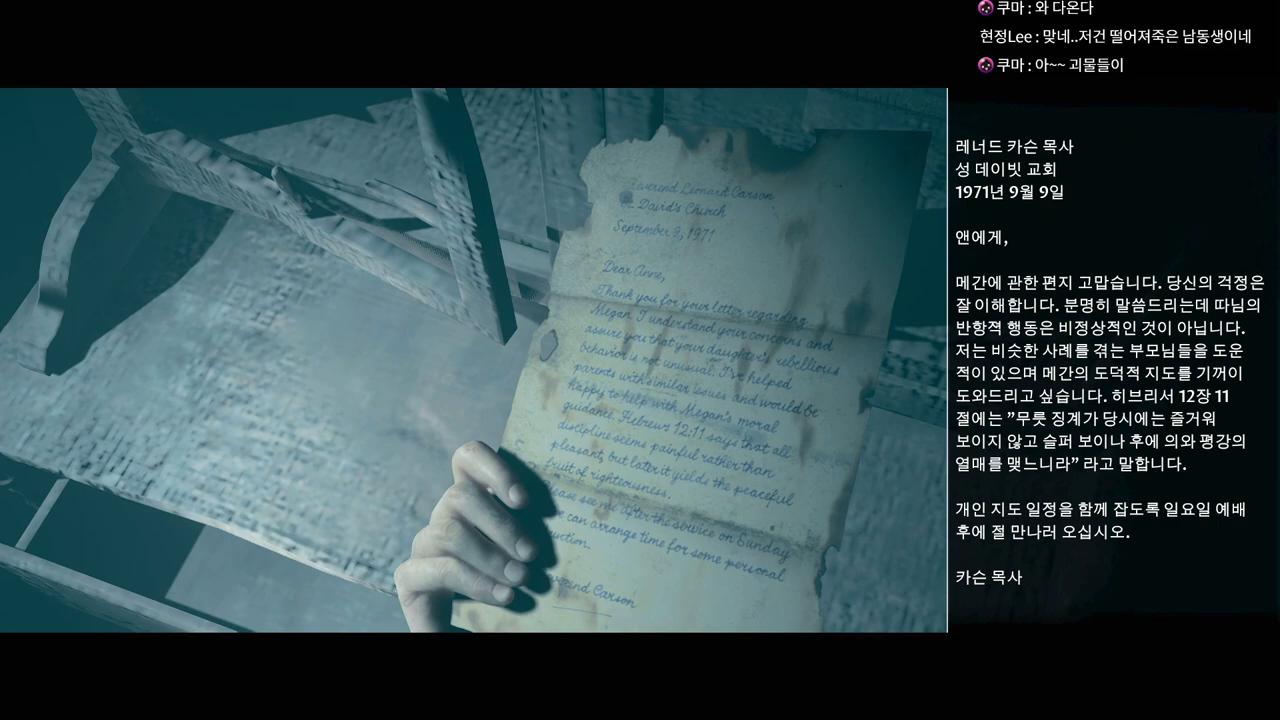 쿠마 : 와 다온다
현정Lee : 맞네..저건 떨어져죽은 남동생이네
쿠마 : 아~~ 괴물들이
Reverend Leonard Carson
David's Church
September 9, 1971
Dear Anne,
Thank you for your letter regarding
Megan. I understand your concerns and
assure you that your daughter's rebellious
behavior is not unusual. I've helped
parents with similar issues and would be
happy to help with Megan's moral
guidance. Hebrews 12:11 says that all
discipline seems painful rather than
pleasant, but later it yields the peaceful
fruit of righteousness.
Please see me after the service on Sunday
can arrange time for some personal
Carson
레너드 카슨 목사
성 데이빗 교회
1971년 9월 9일
앤에게,
메간에 관한 편지 고맙습니다. 당신의 걱정은
잘 이해합니다. 분명히 말씀드리는데 따님의
반항적 행동은 비정상적인 것이 아닙니다.
저는 비슷한 사례를 겪는 부모님들을 도운
적이 있으며 메간의 도덕적 지도를 기꺼이
도와드리고 싶습니다. 히브리서 12장 11
절에는 ”무릇 징계가 당시에는 즐거워
보이지 않고 슬퍼 보이나 후에 의와 평강의
열매를 맺느니라” 라고 말합니다.
개인 지도 일정을 함께 잡도록 일요일 예배
후에 절 만나러 오십시오.
카슨 목사